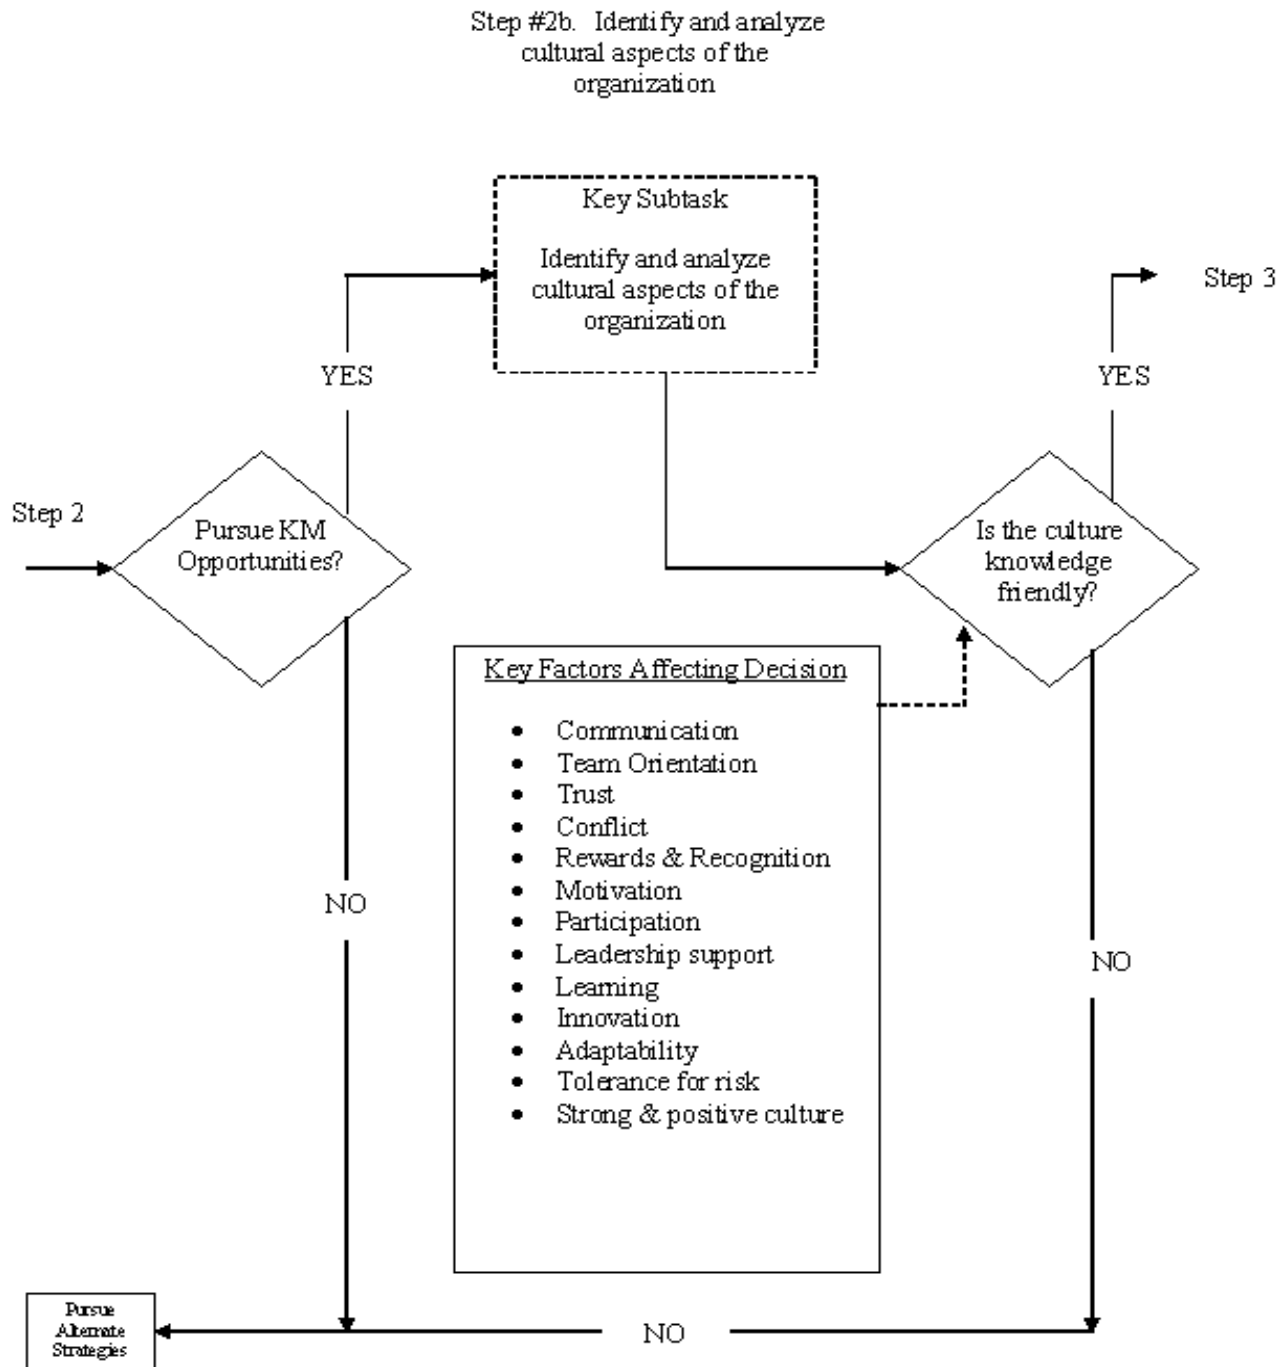 Step #2b. Identify and analyze
cultural aspects of the
organization
Key Subtask
Identify and analyze
cultural aspects of the
organization
Step 3
YES
YES
Step 2
Pursue KM
Opportunities?
Is the culture
knowledge
friendly?
Key Factors Affecting Decision
• Communication
• Team Orientation
• Trust
• Conflict
• Rewards & Recognition
• Motivation
• Participation
• Leadership support
• Learning
• Innovation
• Adaptability
• Tolerance for risk
• Strong & positive culture
NO
NO
Pursue
Alternate
Strategies
NO